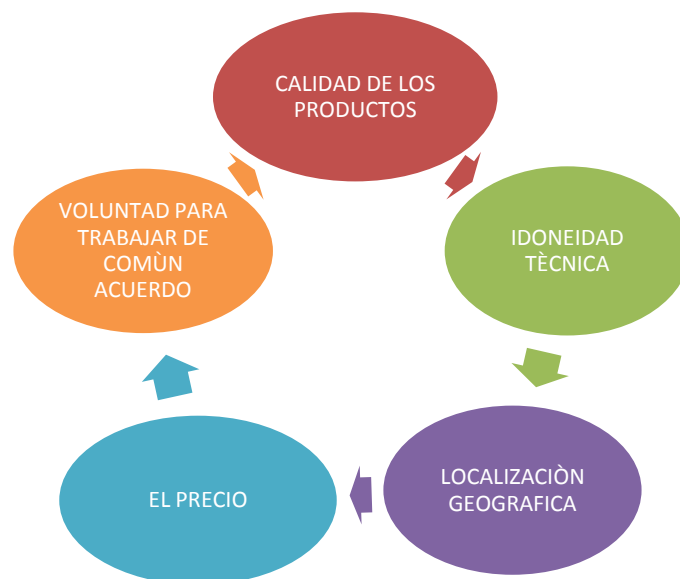 CALIDAD DE LOS
PRODUCTOS
IDONEIDAD
TÈCNICA
LOCALIZACIÒN
GEOGRAFICA
EL PRECIO
VOLUNTAD PARA
TRABAJAR DE
COMÙN
ACUERDO